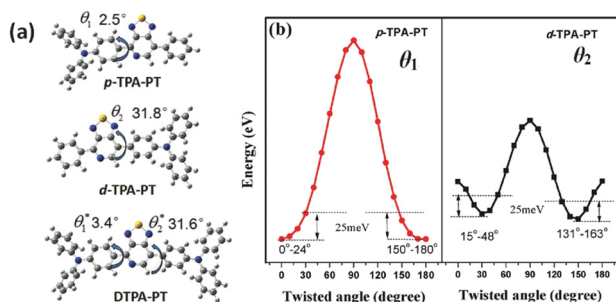 (a)
θ₁ 2.5°
p-TPA-PT
θ₂ 31.8°
d-TPA-PT
θ₁* 3.4° θ₂* 31.6°
DTPA-PT
(b)
Energy (eV)
p-TPA-PT
θ₁
25meV
0°-24°
150°-180°
0 30 60 90 120 150 180
Twisted angle (degree)
d-TPA-PT
θ₂
25meV
15°-48°
131°-163°
0 30 60 90 120 150 180
Twisted angle (degree)